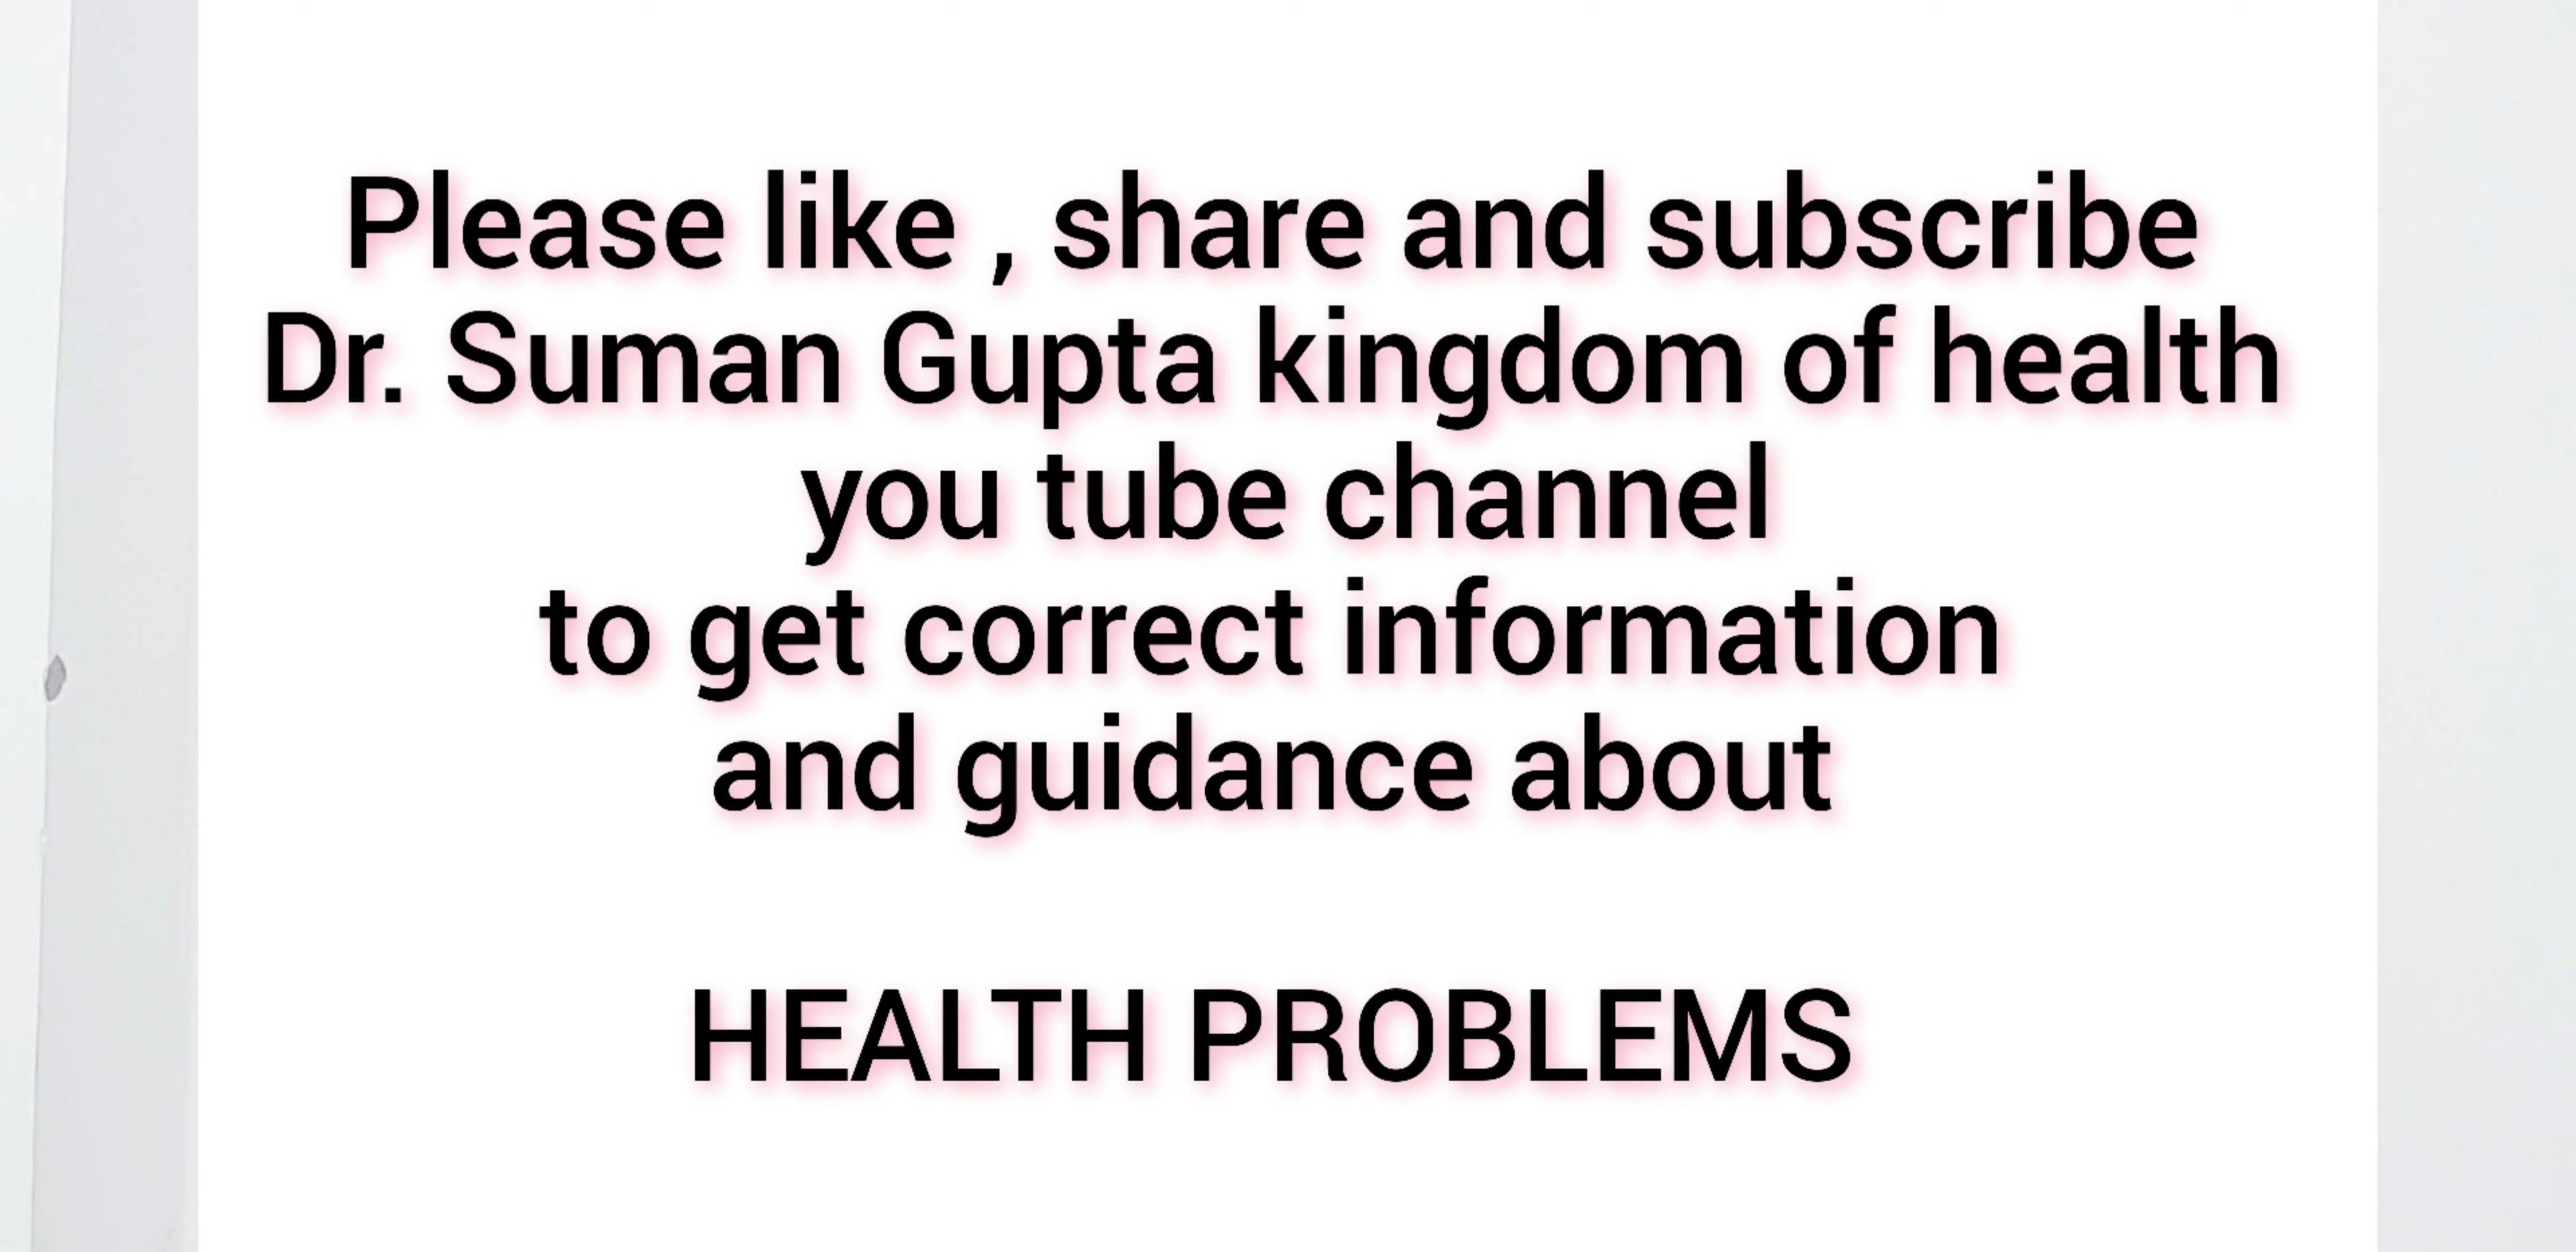 Please like , share and subscribe
Dr. Suman Gupta kingdom of health
you tube channel
to get correct information
and guidance about
HEALTH PROBLEMS